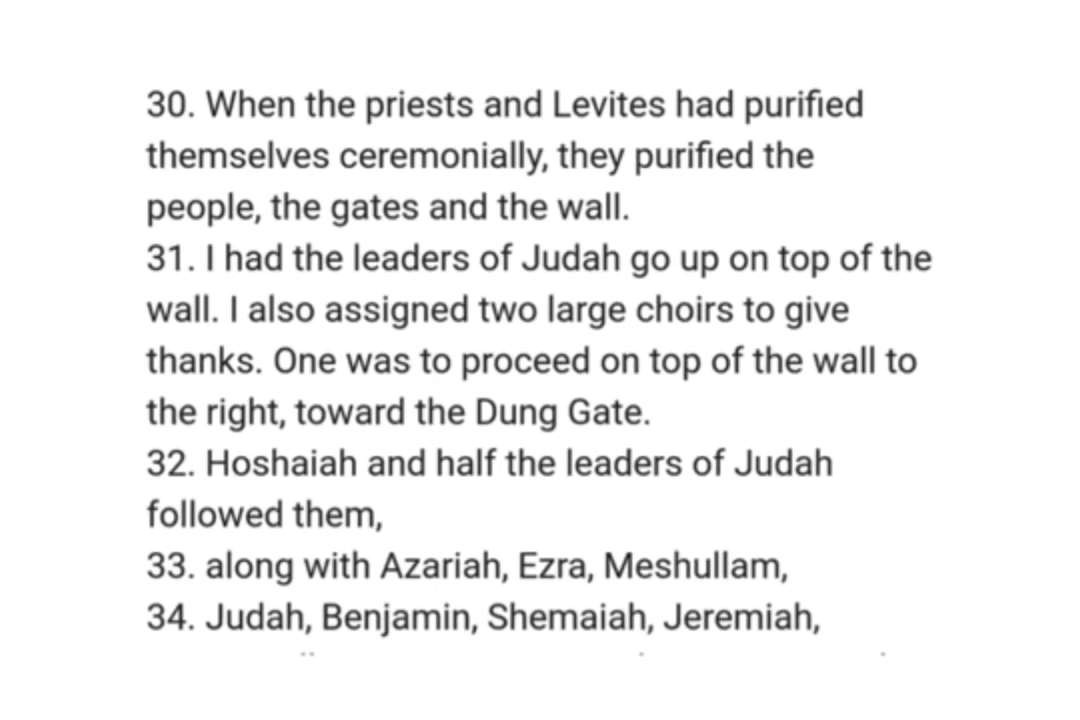 30. When the priests and Levites had purified
themselves ceremonially, they purified the
people, the gates and the wall.
31. I had the leaders of Judah go up on top of the
wall. I also assigned two large choirs to give
thanks. One was to proceed on top of the wall to
the right, toward the Dung Gate.
32. Hoshaiah and half the leaders of Judah
followed them,
33. along with Azariah, Ezra, Meshullam,
34. Judah, Benjamin, Shemaiah, Jeremiah,